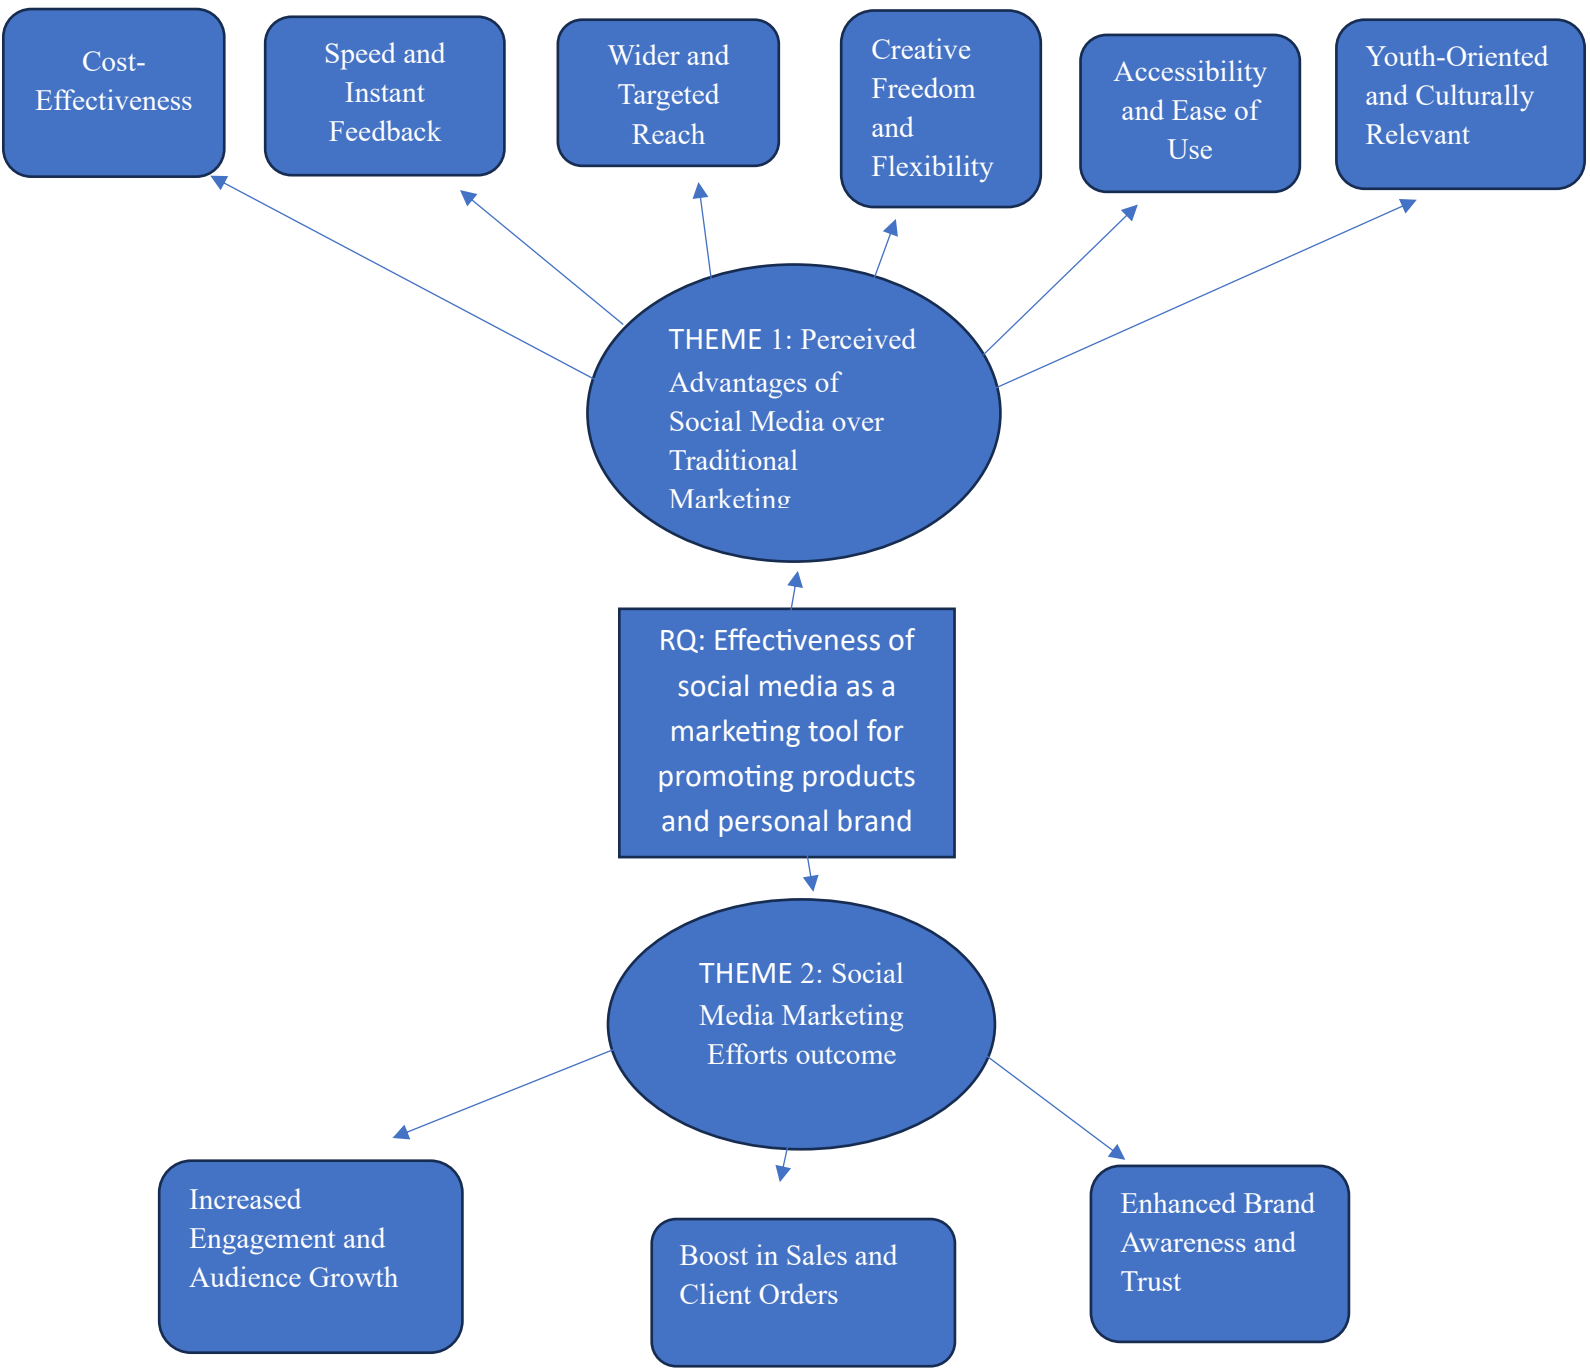 Cost-
Effectiveness
Speed and
Instant
Feedback
Wider and
Targeted
Reach
Creative
Freedom
and
Flexibility
Accessibility
and Ease of
Use
Youth-Oriented
and Culturally
Relevant
THEME 1: Perceived
Advantages of
Social Media over
Traditional
Marketing
RQ: Effectiveness of
social media as a
marketing tool for
promoting products
and personal brand
THEME 2: Social
Media Marketing
Efforts outcome
Increased
Engagement and
Audience Growth
Boost in Sales and
Client Orders
Enhanced Brand
Awareness and
Trust